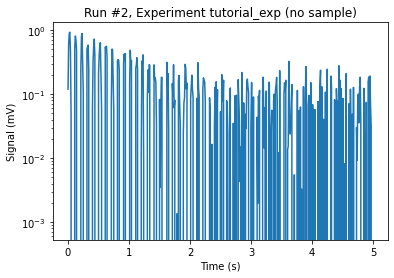 Run #2, Experiment tutorial_exp (no sample)
10⁰
10⁻¹
10⁻²
10⁻³
Signal (mV)
0 1 2 3 4 5
Time (s)